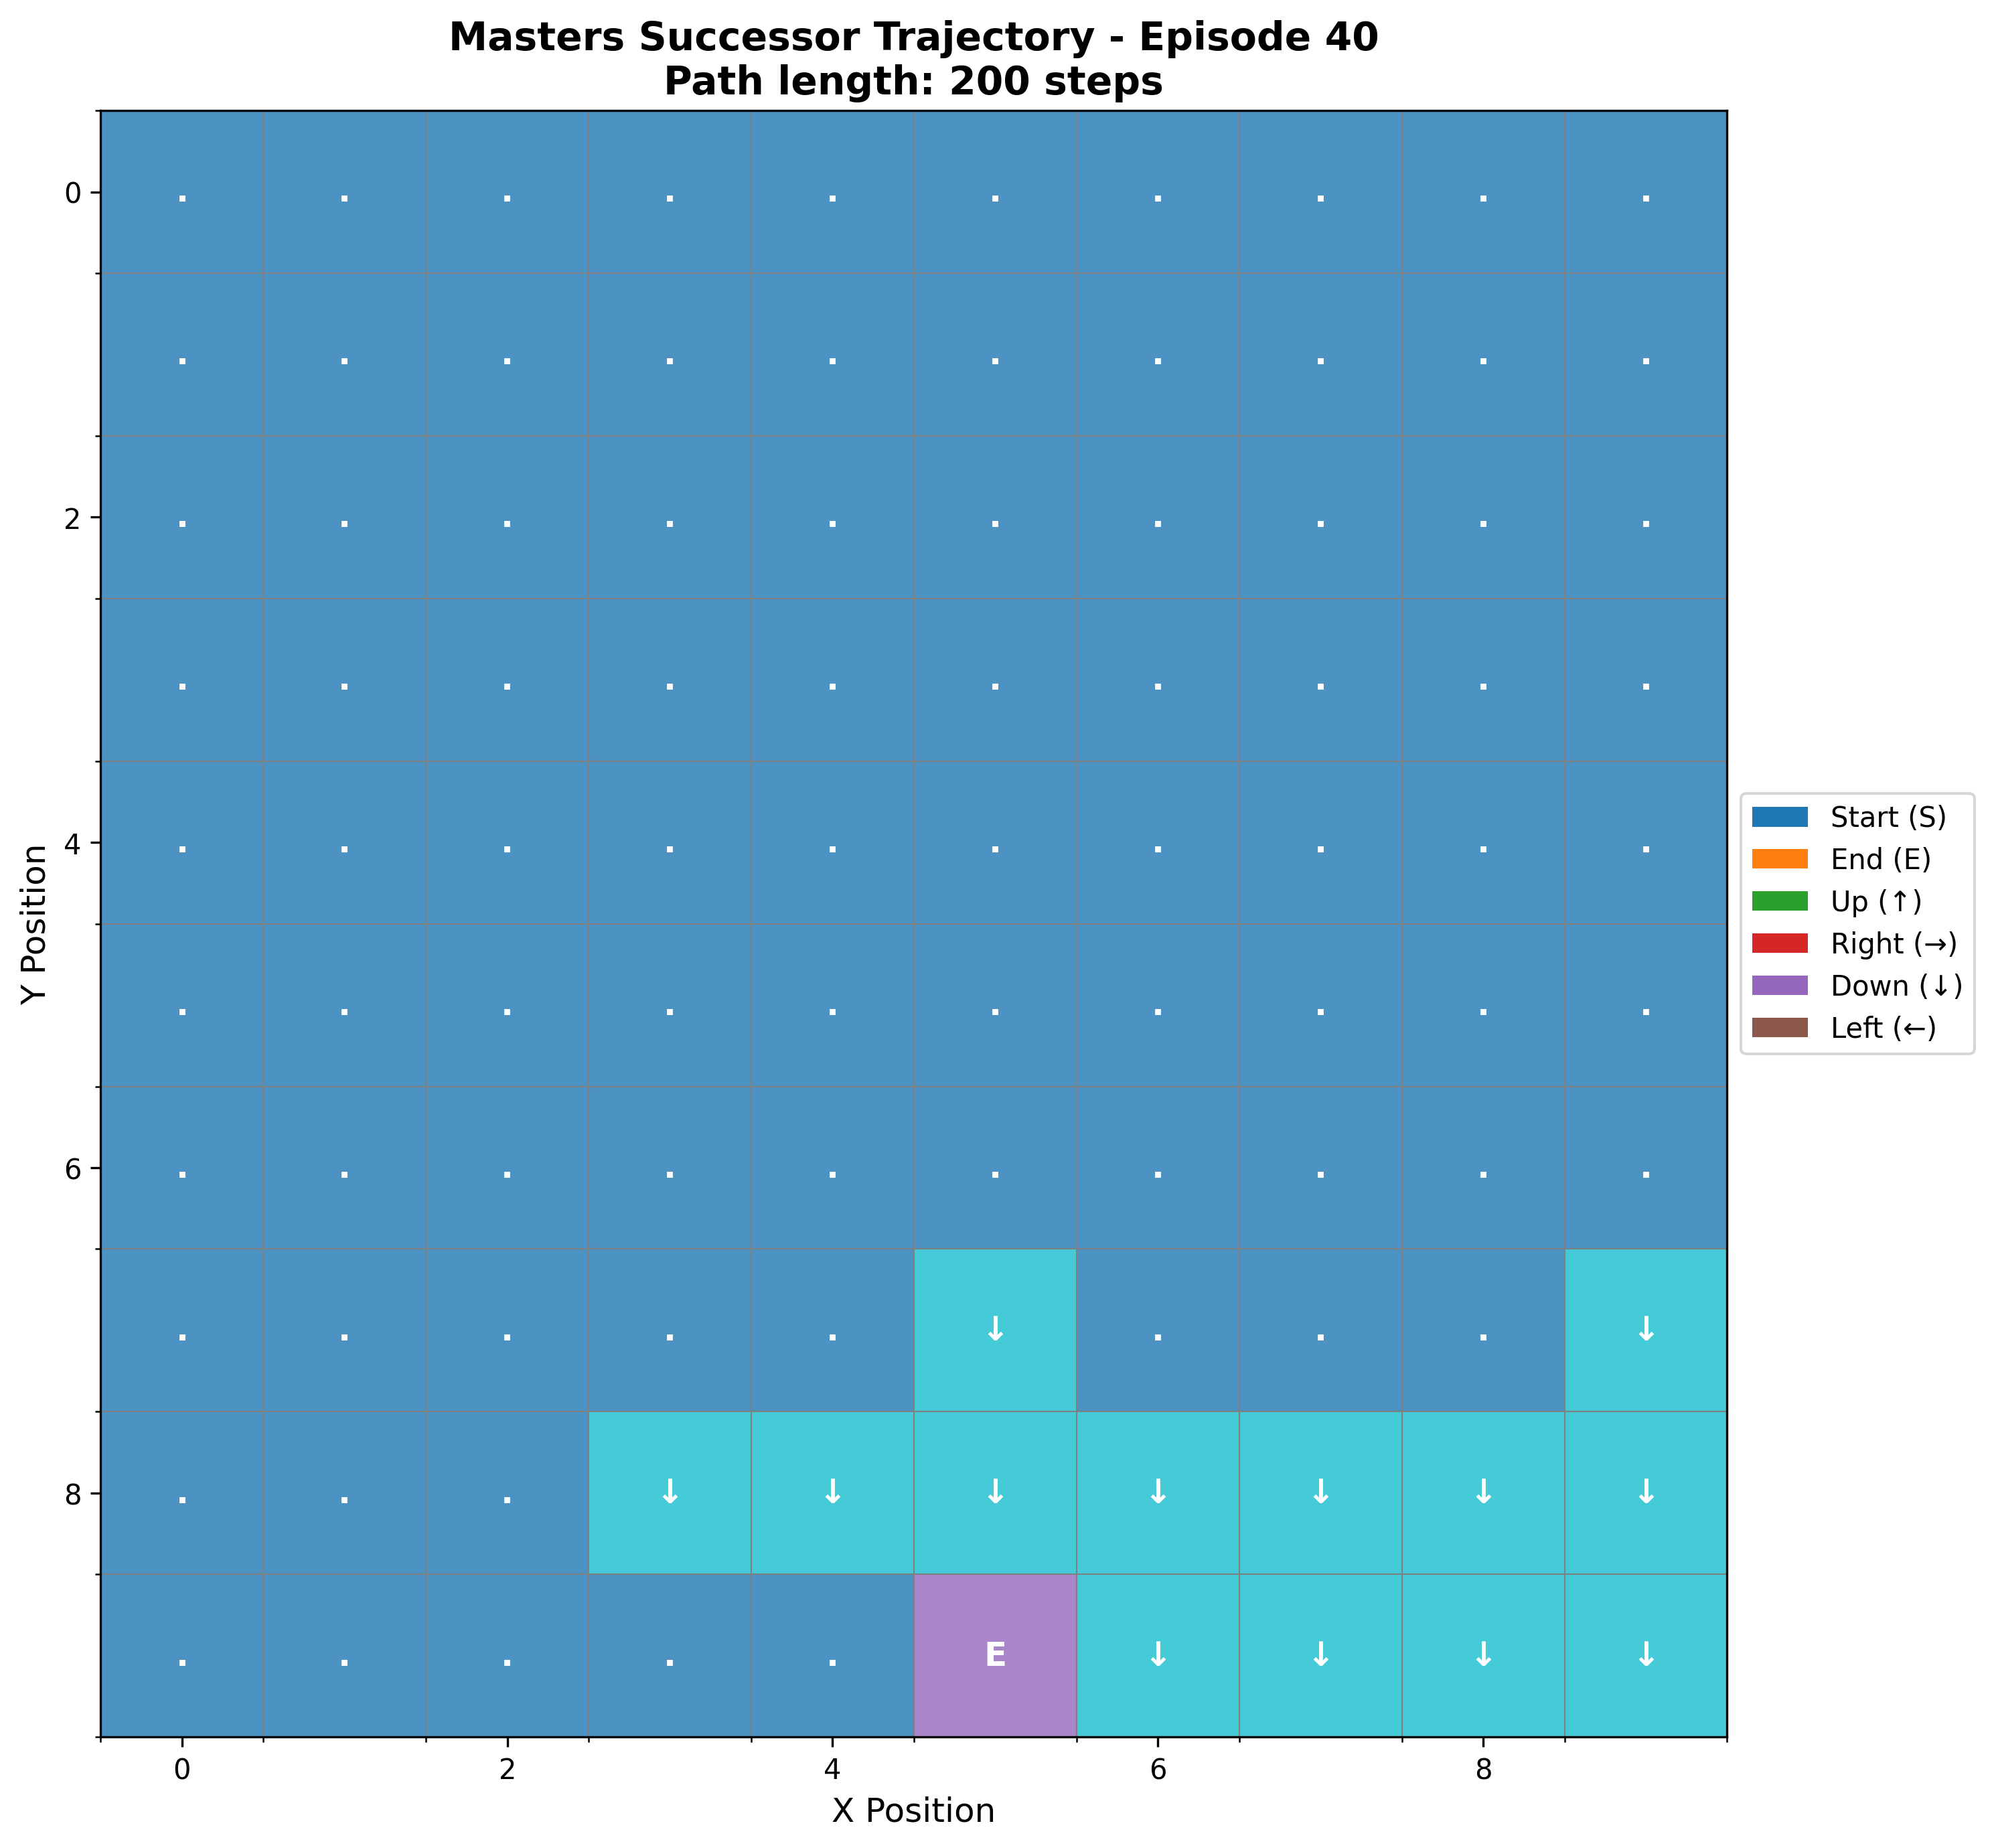 Masters Successor Trajectory - Episode 40
Path length: 200 steps
0 . . . . . . . . . .
. . . . . . . . . .
2 . . . . . . . . . .
. . . . . . . . . .
4 . . . . . . . . . .
. . . . . . . . . .
6 . . . . . . . . . .
. . . . . ↓ . . . ↓
8 . . . ↓ ↓ ↓ ↓ ↓ ↓ ↓
. . . . . E ↓ ↓ ↓ ↓
0 2 4 6 8
X Position
Y Position
Start (S)
End (E)
Up (↑)
Right (→)
Down (↓)
Left (←)